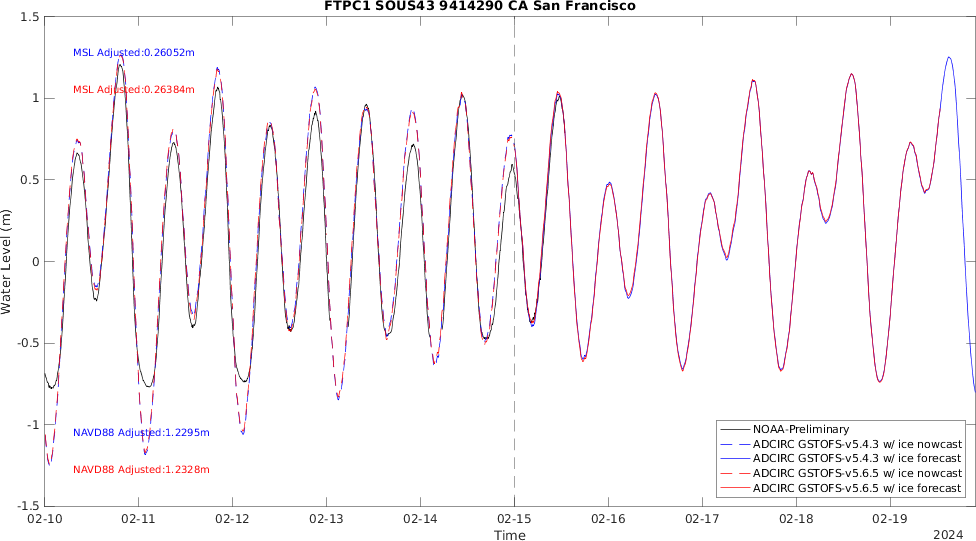 FTPC1 SOUS43 9414290 CA San Francisco
1.5
1
0.5
0
-0.5
-1
-1.5
Water Level (m)
MSL Adjusted:0.26052m
MSL Adjusted:0.26384m
NAVD88 Adjusted:1.2295m
NAVD88 Adjusted:1.2328m
NOAA-Preliminary
ADCIRC GSTOFS-v5.4.3 w/ ice nowcast
ADCIRC GSTOFS-v5.4.3 w/ ice forecast
ADCIRC GSTOFS-v5.6.5 w/ ice nowcast
ADCIRC GSTOFS-v5.6.5 w/ ice forecast
02-10 02-11 02-12 02-13 02-14 02-15 02-16 02-17 02-18 02-19
Time
2024